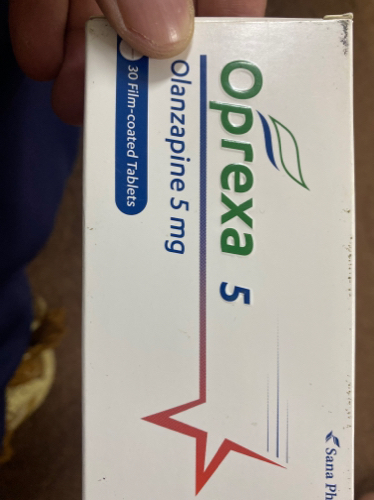 Oprexa 5
Olanzapine 5 mg
30 Film-coated Tablets
Sana Ph